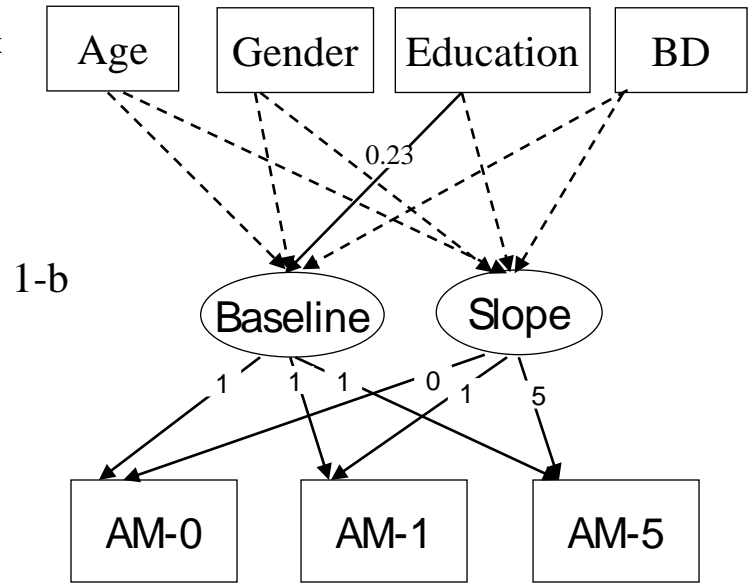 Age Gender Education BD
0.23
1-b
Baseline Slope
1 1 1 0 1 5
AM-0 AM-1 AM-5